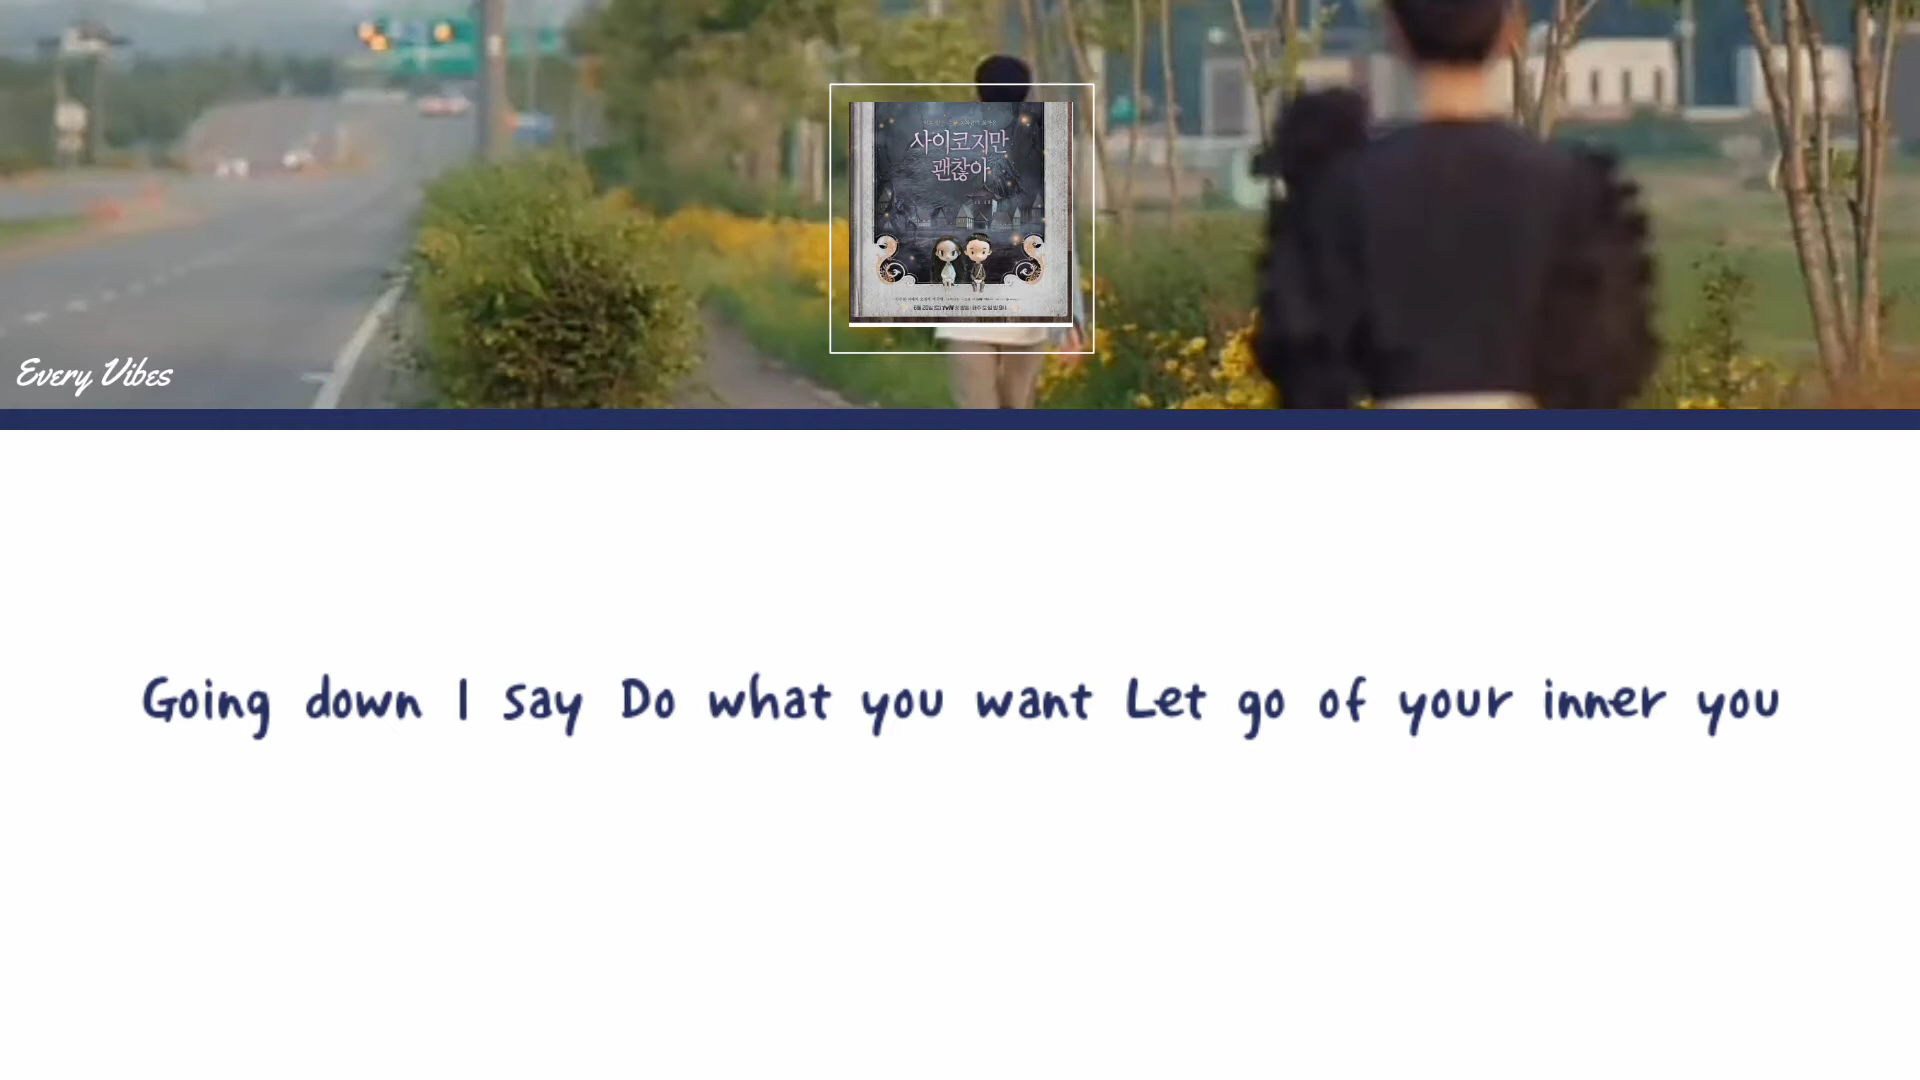 사이코지만
괜찮아
Every Vibes
Going down I say Do what you want Let go of your inner you